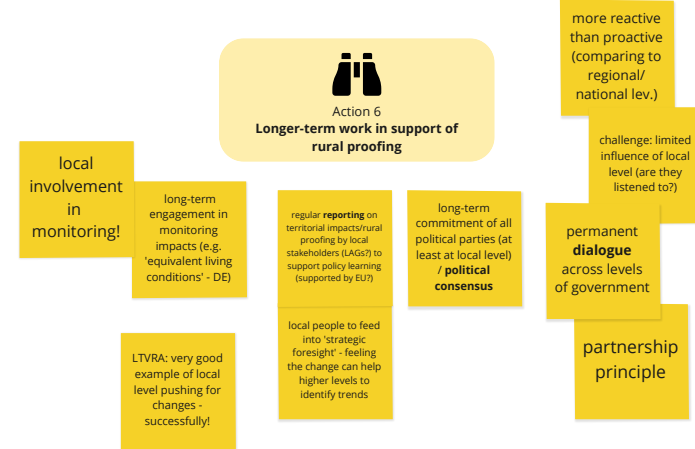 Action 6
Longer-term work in support of
rural proofing
more reactive
than proactive
(comparing to
regional/
national lev.)
challenge: limited
influence of local
level (are they
listened to?)
local
involvement
in
monitoring!
long-term
engagement in
monitoring
impacts (e.g.
'equivalent living
conditions' - DE)
regular reporting on
territorial impacts/rural
proofing by local
stakeholders (LAGs?) to
support policy learning
(supported by EU?)
long-term
commitment of all
political parties (at
least at local level)
/ political
consensus
permanent
dialogue
across levels
of government
LTVRA: very good
example of local
level pushing for
changes -
successfully!
local people to feed
into 'strategic
foresight' - feeling
the change can help
higher levels to
identify trends
partnership
principle